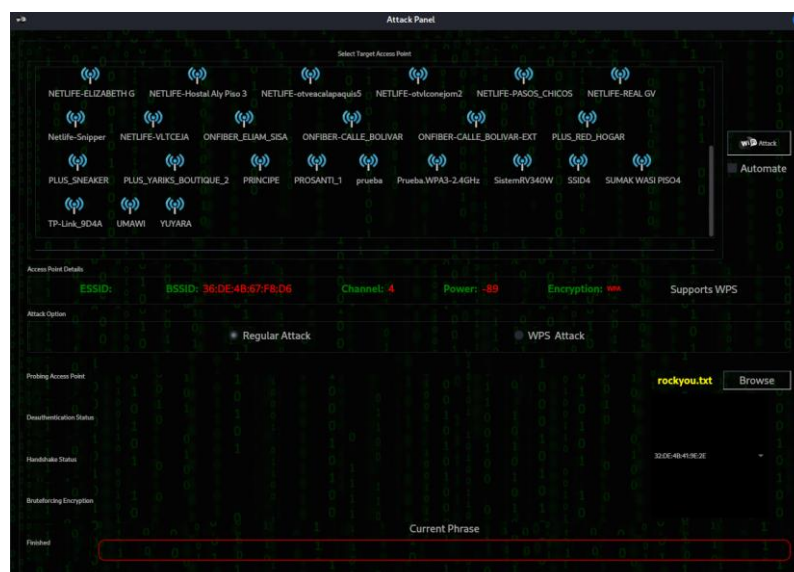 Attack Panel
Select Target Access Point
NETLIFE-ELIZABETH G NETLIFE-Hostal Aly Piso 3 NETLIFE-otveacalapaquis5 NETLIFE-otvlconejom2 NETLIFE-PASOS_CHICOS NETLIFE-REAL GV
Netlife-Snipper NETLIFE-VLTCEJA ONFIBER_ELIAM_SISA ONFIBER-CALLE_BOLIVAR ONFIBER-CALLE_BOLIVAR-EXT PLUS_RED_HOGAR
Attack
PLUS_SNEAKER PLUS_YARIKS_BOUTIQUE_2 PRINCIPE PROSANTI_1 prueba Prueba.WPA3-2.4GHz SistemRV340W SSID4 SUMAK WASI PISO4
Automate
TP-Link_9D4A UMAWI YUYARA
Access Point Details
ESSID: BSSID: 36:DE:4B:67:F8:D6 Channel: 4 Power: -89 Encryption: WPA Supports WPS
Attack Option
Regular Attack WPS Attack
Probing Access Point
rockyou.txt Browse
Deauthentication Status
Handshake Status
32:DE:4B:41:9E:2E
Bruteforcing Encryption
Current Phrase
Finished